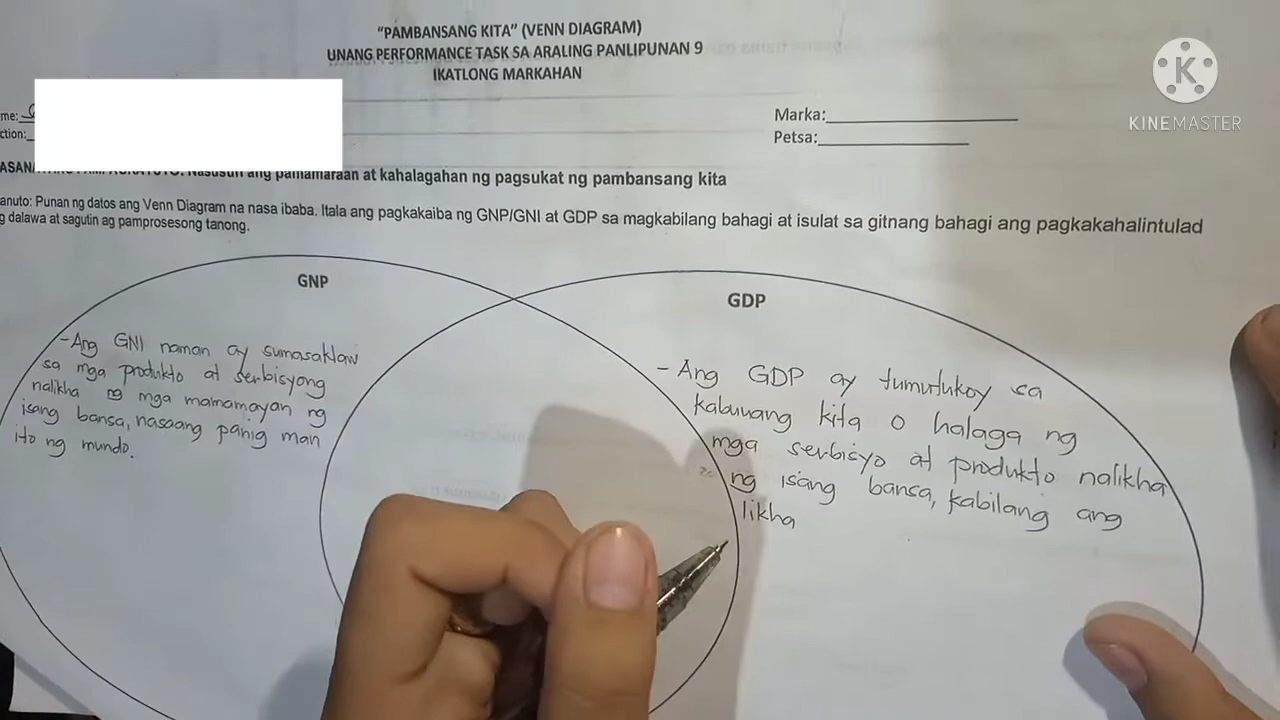 "PAMBANSANG KITA" (VENN DIAGRAM)
UNANG PERFORMANCE TASK SA ARALING PANLIPUNAN 9
IKATLONG MARKAHAN
KINEMASTER
me:
Marka:
ction:
Petsa:
ASAN
Nasusuri ang pamamaraan at kahalagahan ng pagsukat ng pambansang kita
anuto: Punan ng datos ang Venn Diagram na nasa ibaba. Itala ang pagkakaiba ng GNP/GNI at GDP sa magkabilang bahagi at isulat sa gitnang bahagi ang pagkakahalintulad
g dalawa at sagutin ag pamprosesong tanong.
GNP
-Ang GNI naman ay sumasaklaw
sa mga produkto at serbisyong
nalikha ng mga mamamayan ng
isang bansa, nasaang panig man
ito ng mundo.
GDP
- Ang GDP ay tumutukoy sa
kabuuang kita o halaga ng
mga serbisyo at produkto nalikha
ng isang bansa, kabilang ang
likha